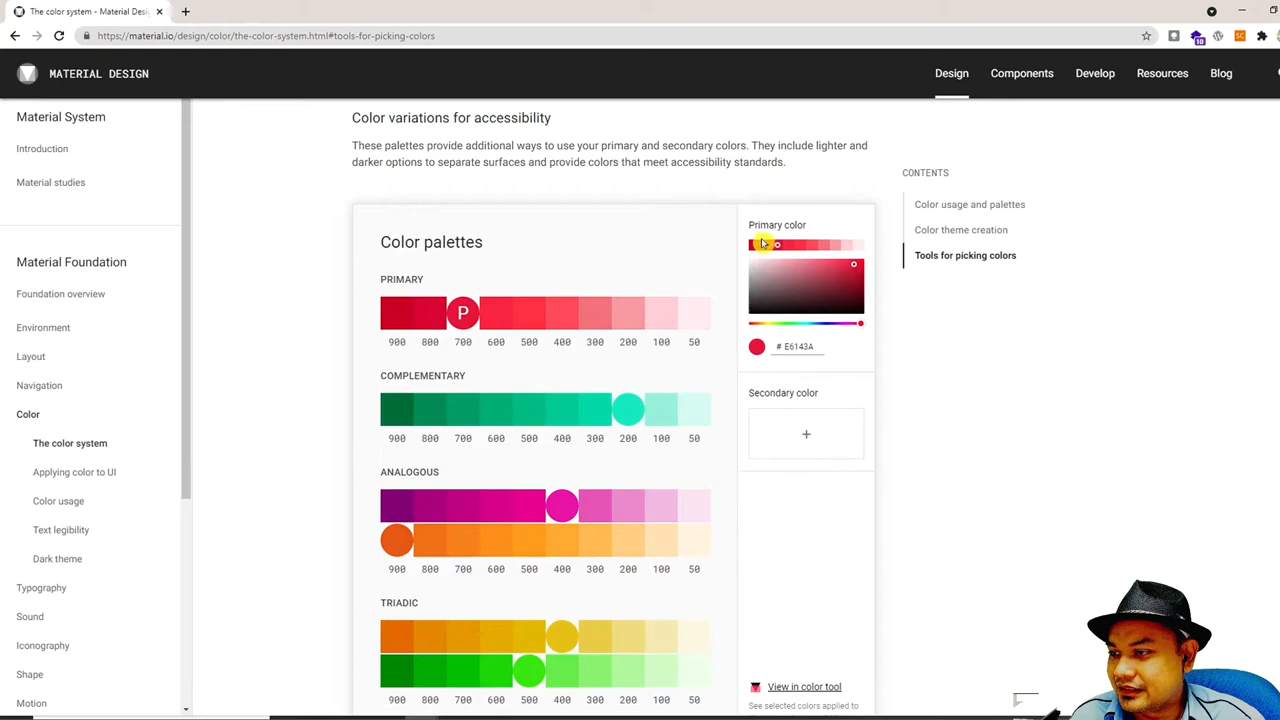 The color system - Material Desi
https://material.io/design/color/the-color-system.html#tools-for-picking-colors
10
SC
MATERIAL DESIGN
Design
Components
Develop
Resources
Blog
Material System
Introduction
Material studies
Material Foundation
Foundation overview
Environment
Layout
Navigation
Color
The color system
Applying color to UI
Color usage
Text legibility
Dark theme
Typography
Sound
Iconography
Shape
Motion
Color variations for accessibility
These palettes provide additional ways to use your primary and secondary colors. They include lighter and
darker options to separate surfaces and provide colors that meet accessibility standards.
Color palettes
PRIMARY
P
900 800 700 600 500 400 300 200 100 50
COMPLEMENTARY
900 800 700 600 500 400 300 200 100 50
ANALOGOUS
900 800 700 600 500 400 300 200 100 50
TRIADIC
900 800 700 600 500 400 300 200 100 50
Primary color
# E6143A
Secondary color
+
View in color tool
See selected colors applied to
CONTENTS
Color usage and palettes
Color theme creation
Tools for picking colors